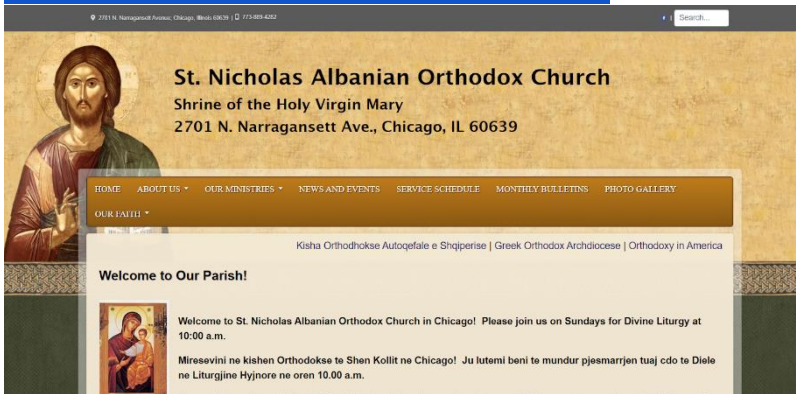 2701 N. Narragansett Avenue; Chicago, Illinois 60639 | 773-889-4282
f | Search...
St. Nicholas Albanian Orthodox Church
Shrine of the Holy Virgin Mary
2701 N. Narragansett Ave., Chicago, IL 60639
HOME ABOUT US OUR MINISTRIES NEWS AND EVENTS SERVICE SCHEDULE MONTHLY BULLETINS PHOTO GALLERY
OUR FAITH
Kisha Orthodhokse Autoqefale e Shqiperise | Greek Orthodox Archdiocese | Orthodoxy in America
Welcome to Our Parish!
Welcome to St. Nicholas Albanian Orthodox Church in Chicago! Please join us on Sundays for Divine Liturgy at
10:00 a.m.
Miresevini ne kishen Orthodokse te Shen Kollit ne Chicago! Ju lutemi beni te mundur pjesmarrjen tuaj cdo te Diele
ne Liturgjine Hyjnore ne oren 10.00 a.m.